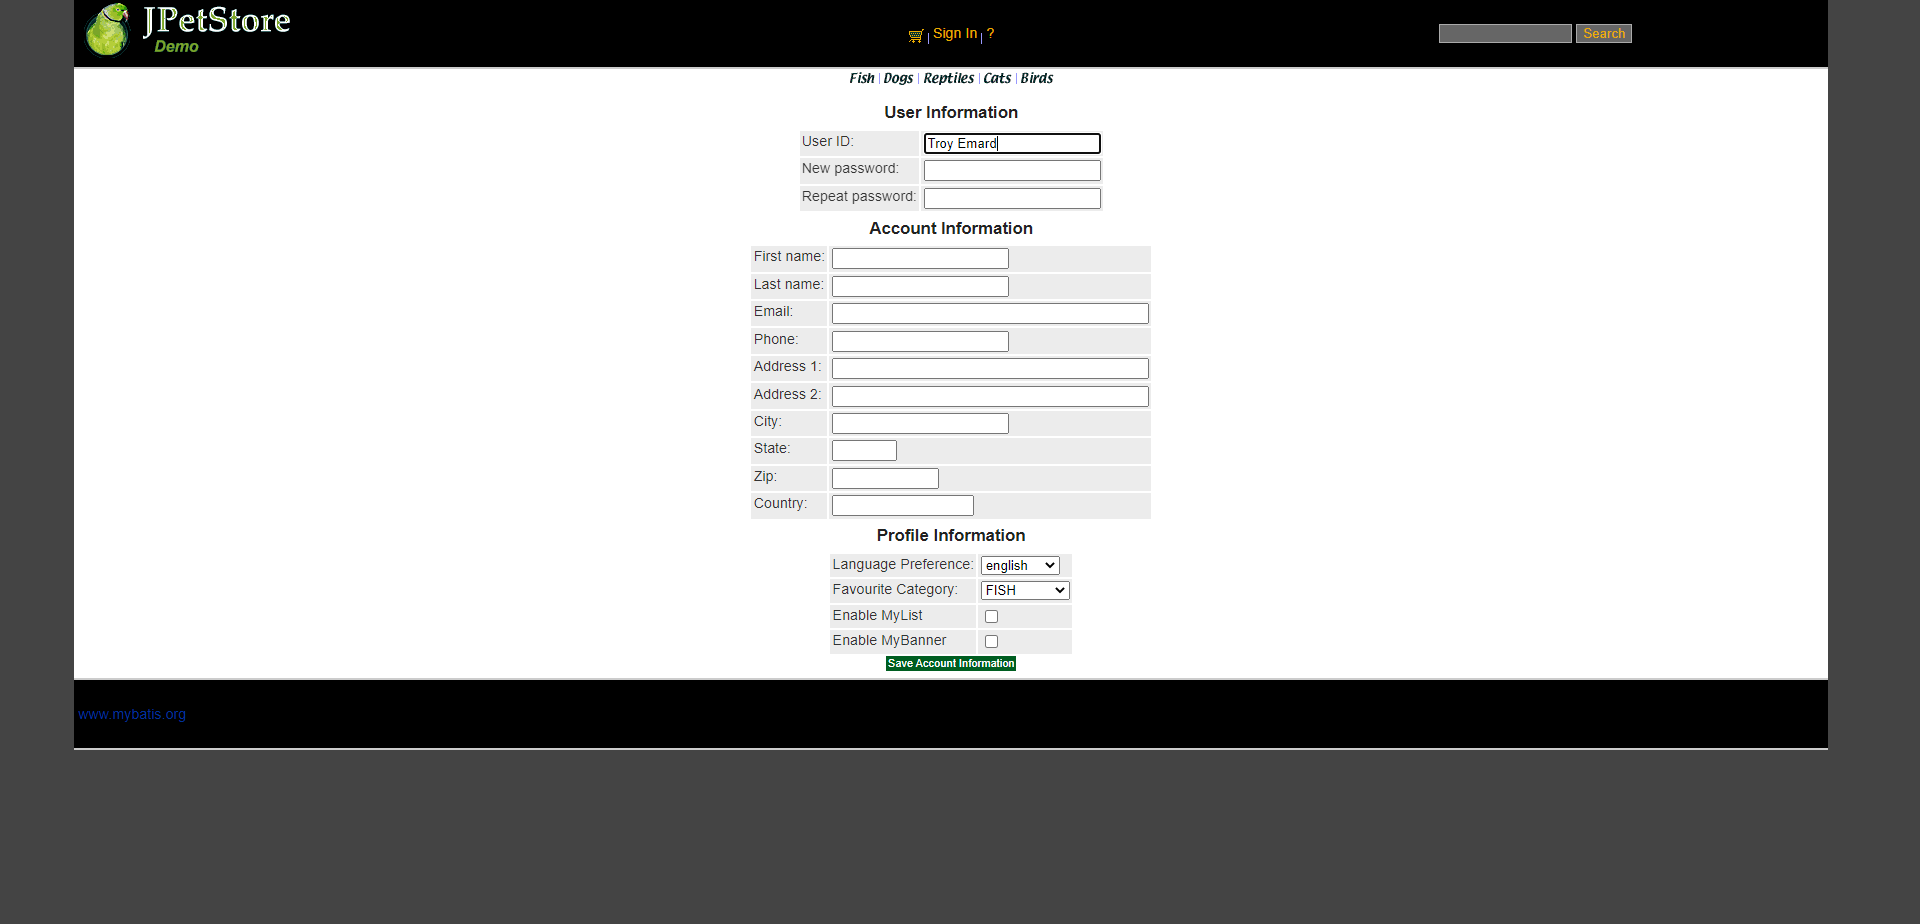 JPetStore
Demo
Sign In | ?
Search
Fish | Dogs | Reptiles | Cats | Birds
User Information
User ID: Troy Emard
New password:
Repeat password:
Account Information
First name:
Last name:
Email:
Phone:
Address 1:
Address 2:
City:
State:
Zip:
Country:
Profile Information
Language Preference: english
Favourite Category: FISH
Enable MyList
Enable MyBanner
Save Account Information
www.mybatis.org